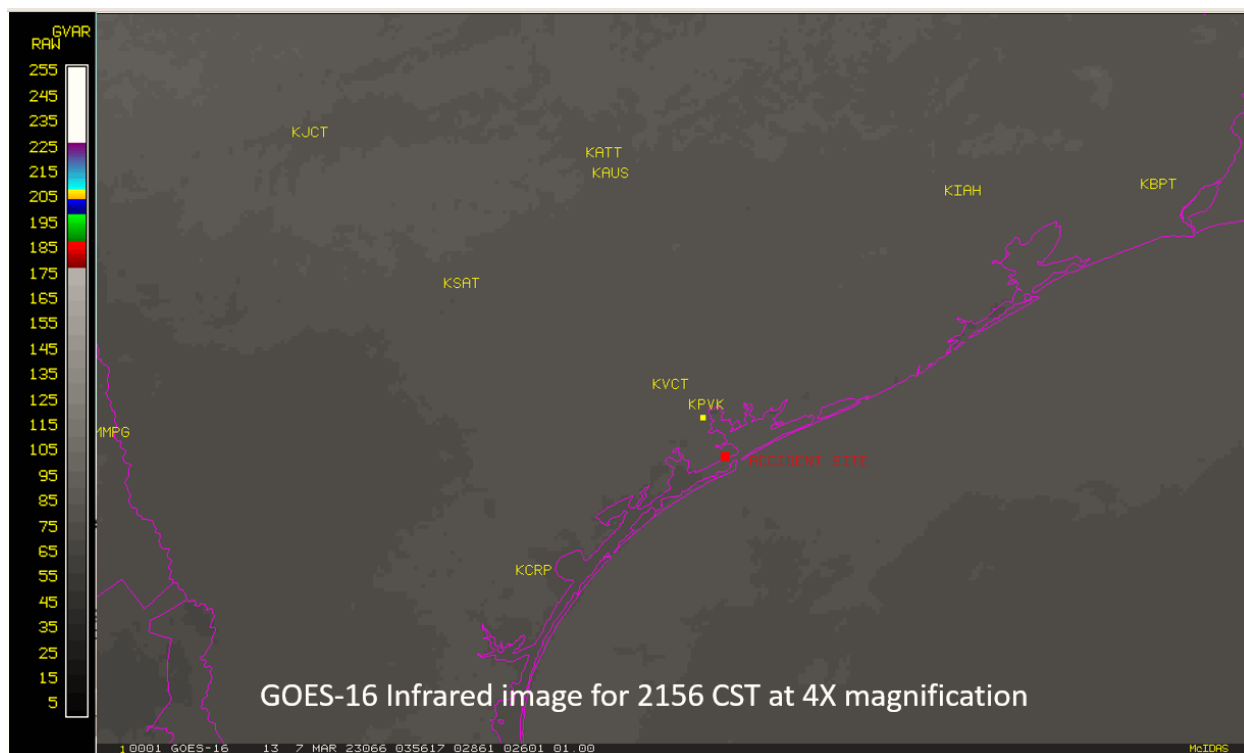 GVAR
RAW
255
245
235
225
215
205
195
185
175
165
155
145
135
125
115
105
95
85
75
65
55
45
35
25
15
5
KJCT
KATT
KAUS
KIAH
KBPT
KSAT
KVCT
KPVK
MMPG
ACCIDENT SITE
KCRP
GOES-16 Infrared image for 2156 CST at 4X magnification
10001 GOES-16 13 7 MAR 23066 035617 02861 02601 01.00
McIDAS